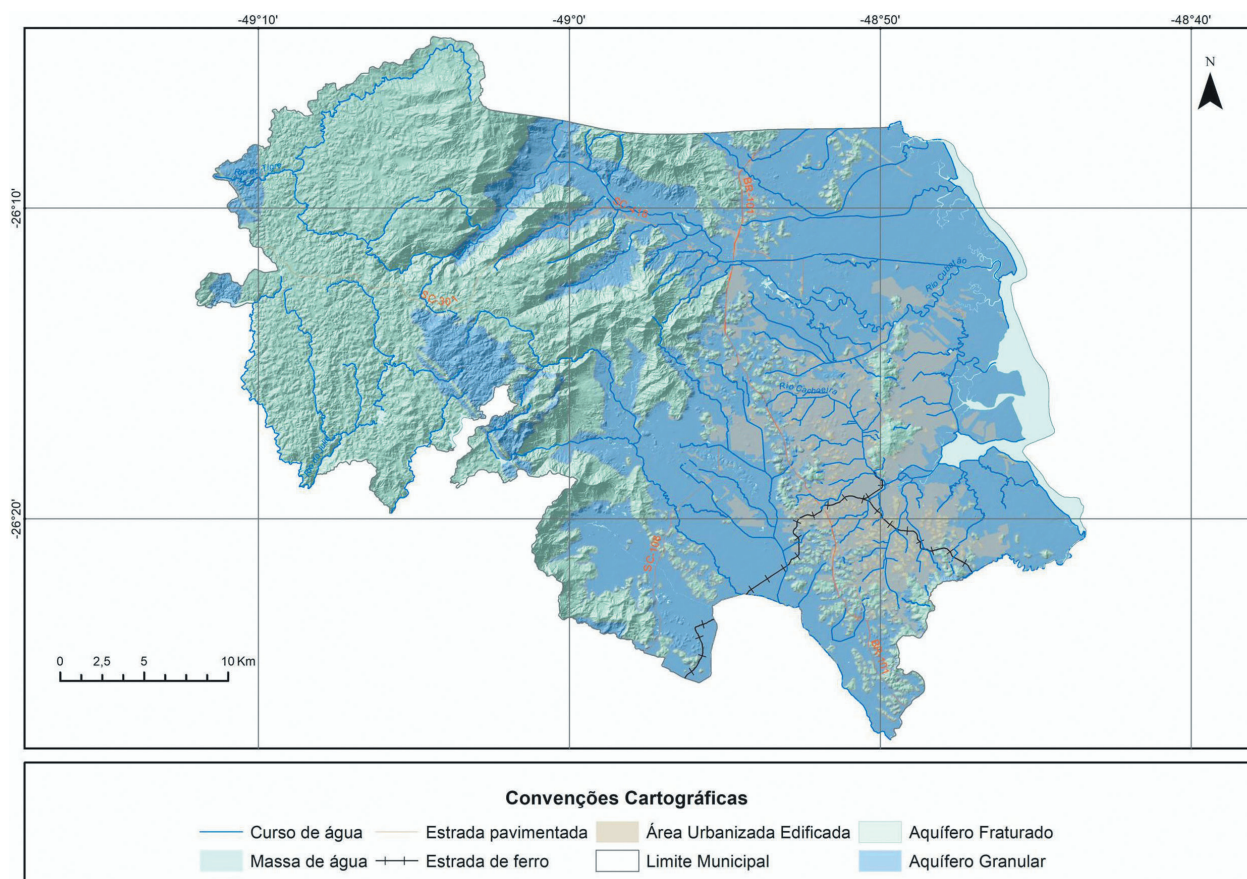 -49°10'
-49°0'
-48°50'
-48°40'
N
-26°10'
Rio Cubatão
Rio Cachoeira
-26°20'
0 2,5 5 10 Km
Convenções Cartográficas
Curso de água
Estrada pavimentada
Área Urbanizada Edificada
Aquífero Fraturado
Massa de água
Estrada de ferro
Limite Municipal
Aquífero Granular